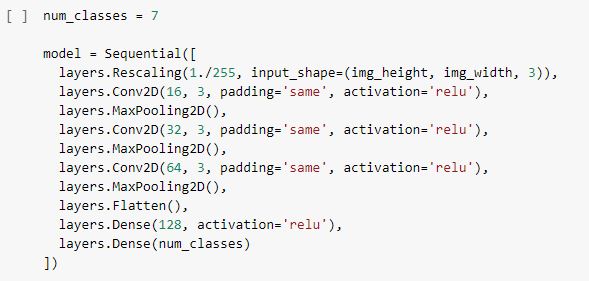 [ ] num_classes = 7
model = Sequential([
layers.Rescaling(1./255, input_shape=(img_height, img_width, 3)),
layers.Conv2D(16, 3, padding='same', activation='relu'),
layers.MaxPooling2D(),
layers.Conv2D(32, 3, padding='same', activation='relu'),
layers.MaxPooling2D(),
layers.Conv2D(64, 3, padding='same', activation='relu'),
layers.MaxPooling2D(),
layers.Flatten(),
layers.Dense(128, activation='relu'),
layers.Dense(num_classes)
])